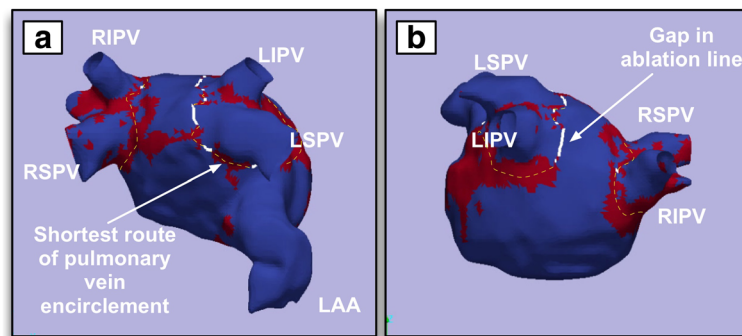 a
RIPV
LIPV
LSPV
RSPV
Shortest route
of pulmonary
vein
encirclement
LAA
b
Gap in
ablation line
LSPV
RSPV
LIPV
RIPV